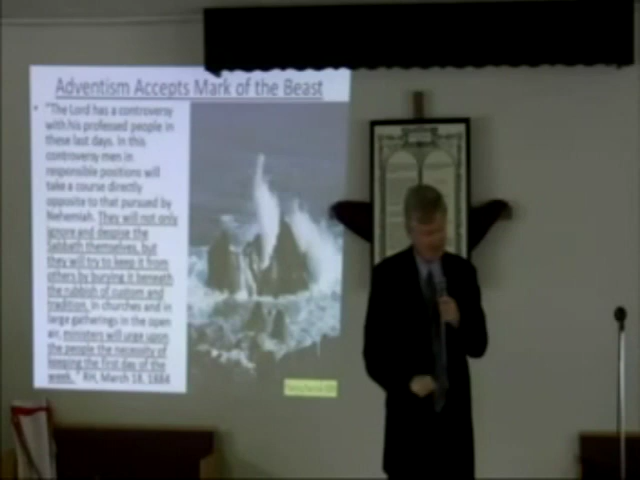 Adventism Accepts Mark of the Beast
• "The Lord has a controversy
with his professed people in
these last days. In this
controversy men in
responsible positions will
take a course directly
opposite to that pursued by
Nehemiah. They will not only
ignore and despise the
Sabbath themselves, but
they will try to keep it from
others by burying it beneath
the rubbish of custom and
tradition. In churches and in
large gatherings in the open
air, ministers will urge upon
the people the necessity of
keeping the first day of the
week." RH, March 18, 1884